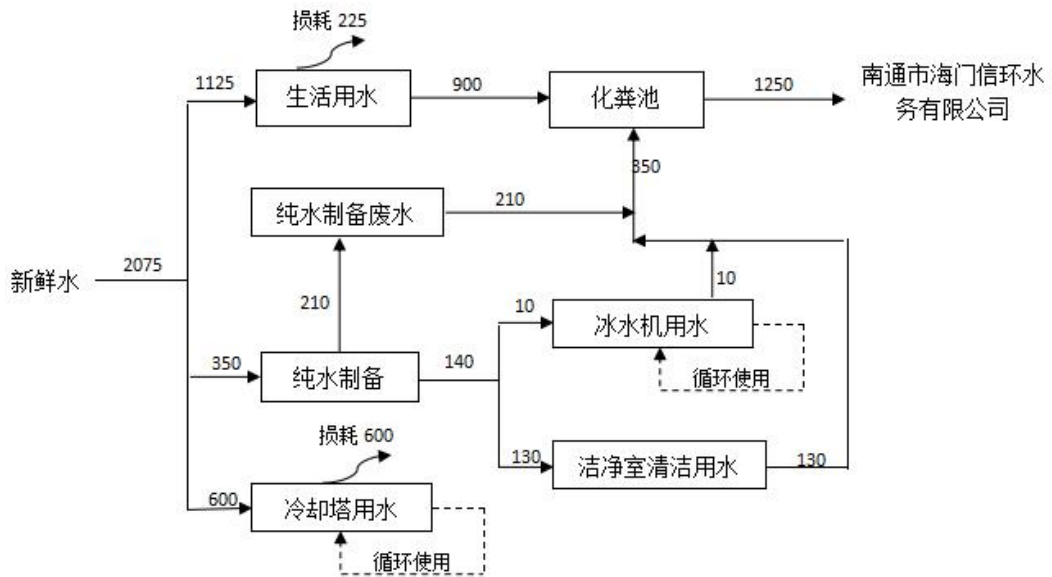 损耗 225
1125
生活用水
900
化粪池
1250
南通市海门信环水
务有限公司
350
纯水制备废水
210
新鲜水
2075
210
10
10
冰水机用水
循环使用
350
纯水制备
140
损耗 600
130
洁净室清洁用水
130
600
冷却塔用水
循环使用